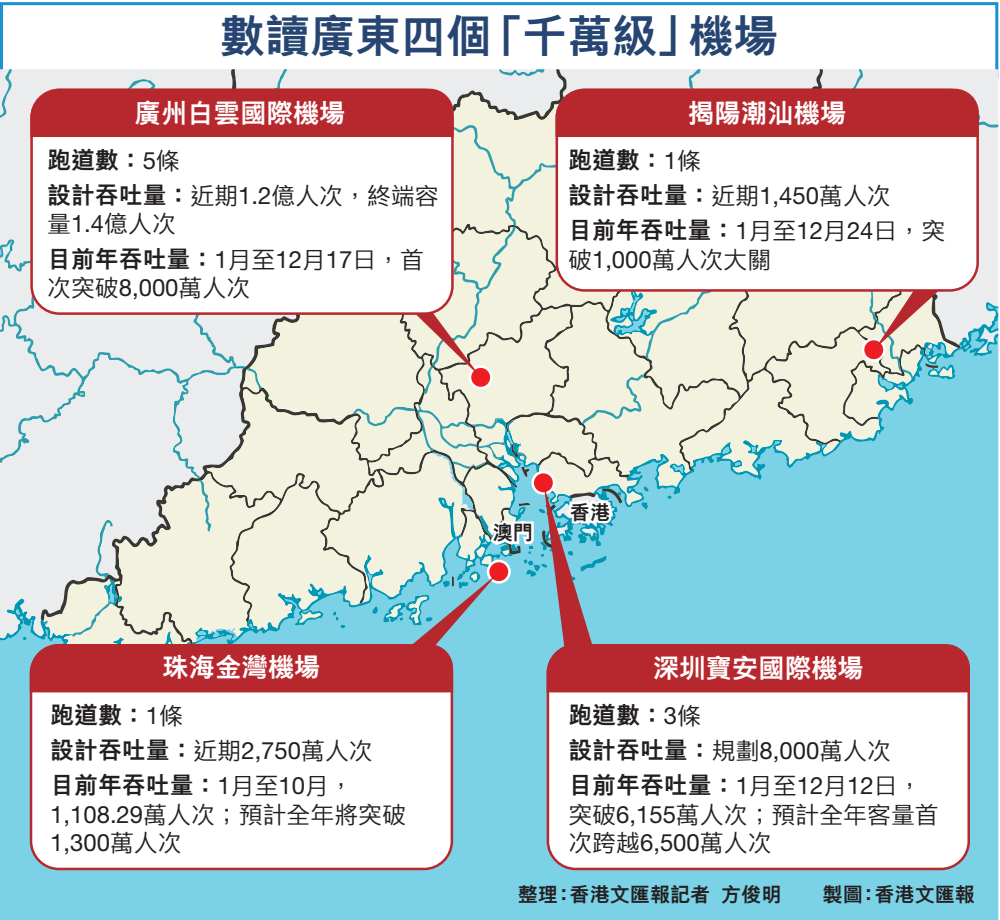 數讀廣東四個「千萬級」機場
廣州白雲國際機場
跑道數：5條
設計吞吐量：近期1.2億人次，終端容
量1.4億人次
目前年吞吐量：1月至12月17日，首
次突破8,000萬人次
揭陽潮汕機場
跑道數：1條
設計吞吐量：近期1,450萬人次
目前年吞吐量：1月至12月24日，突
破1,000萬人次大關
香港
澳門
珠海金灣機場
跑道數：1條
設計吞吐量：近期2,750萬人次
目前年吞吐量：1月至10月，
1,108.29萬人次；預計全年將突破
1,300萬人次
深圳寶安國際機場
跑道數：3條
設計吞吐量：規劃8,000萬人次
目前年吞吐量：1月至12月12日，
突破6,155萬人次；預計全年客量首
次跨越6,500萬人次
整理：香港文匯報記者 方俊明 製圖：香港文匯報